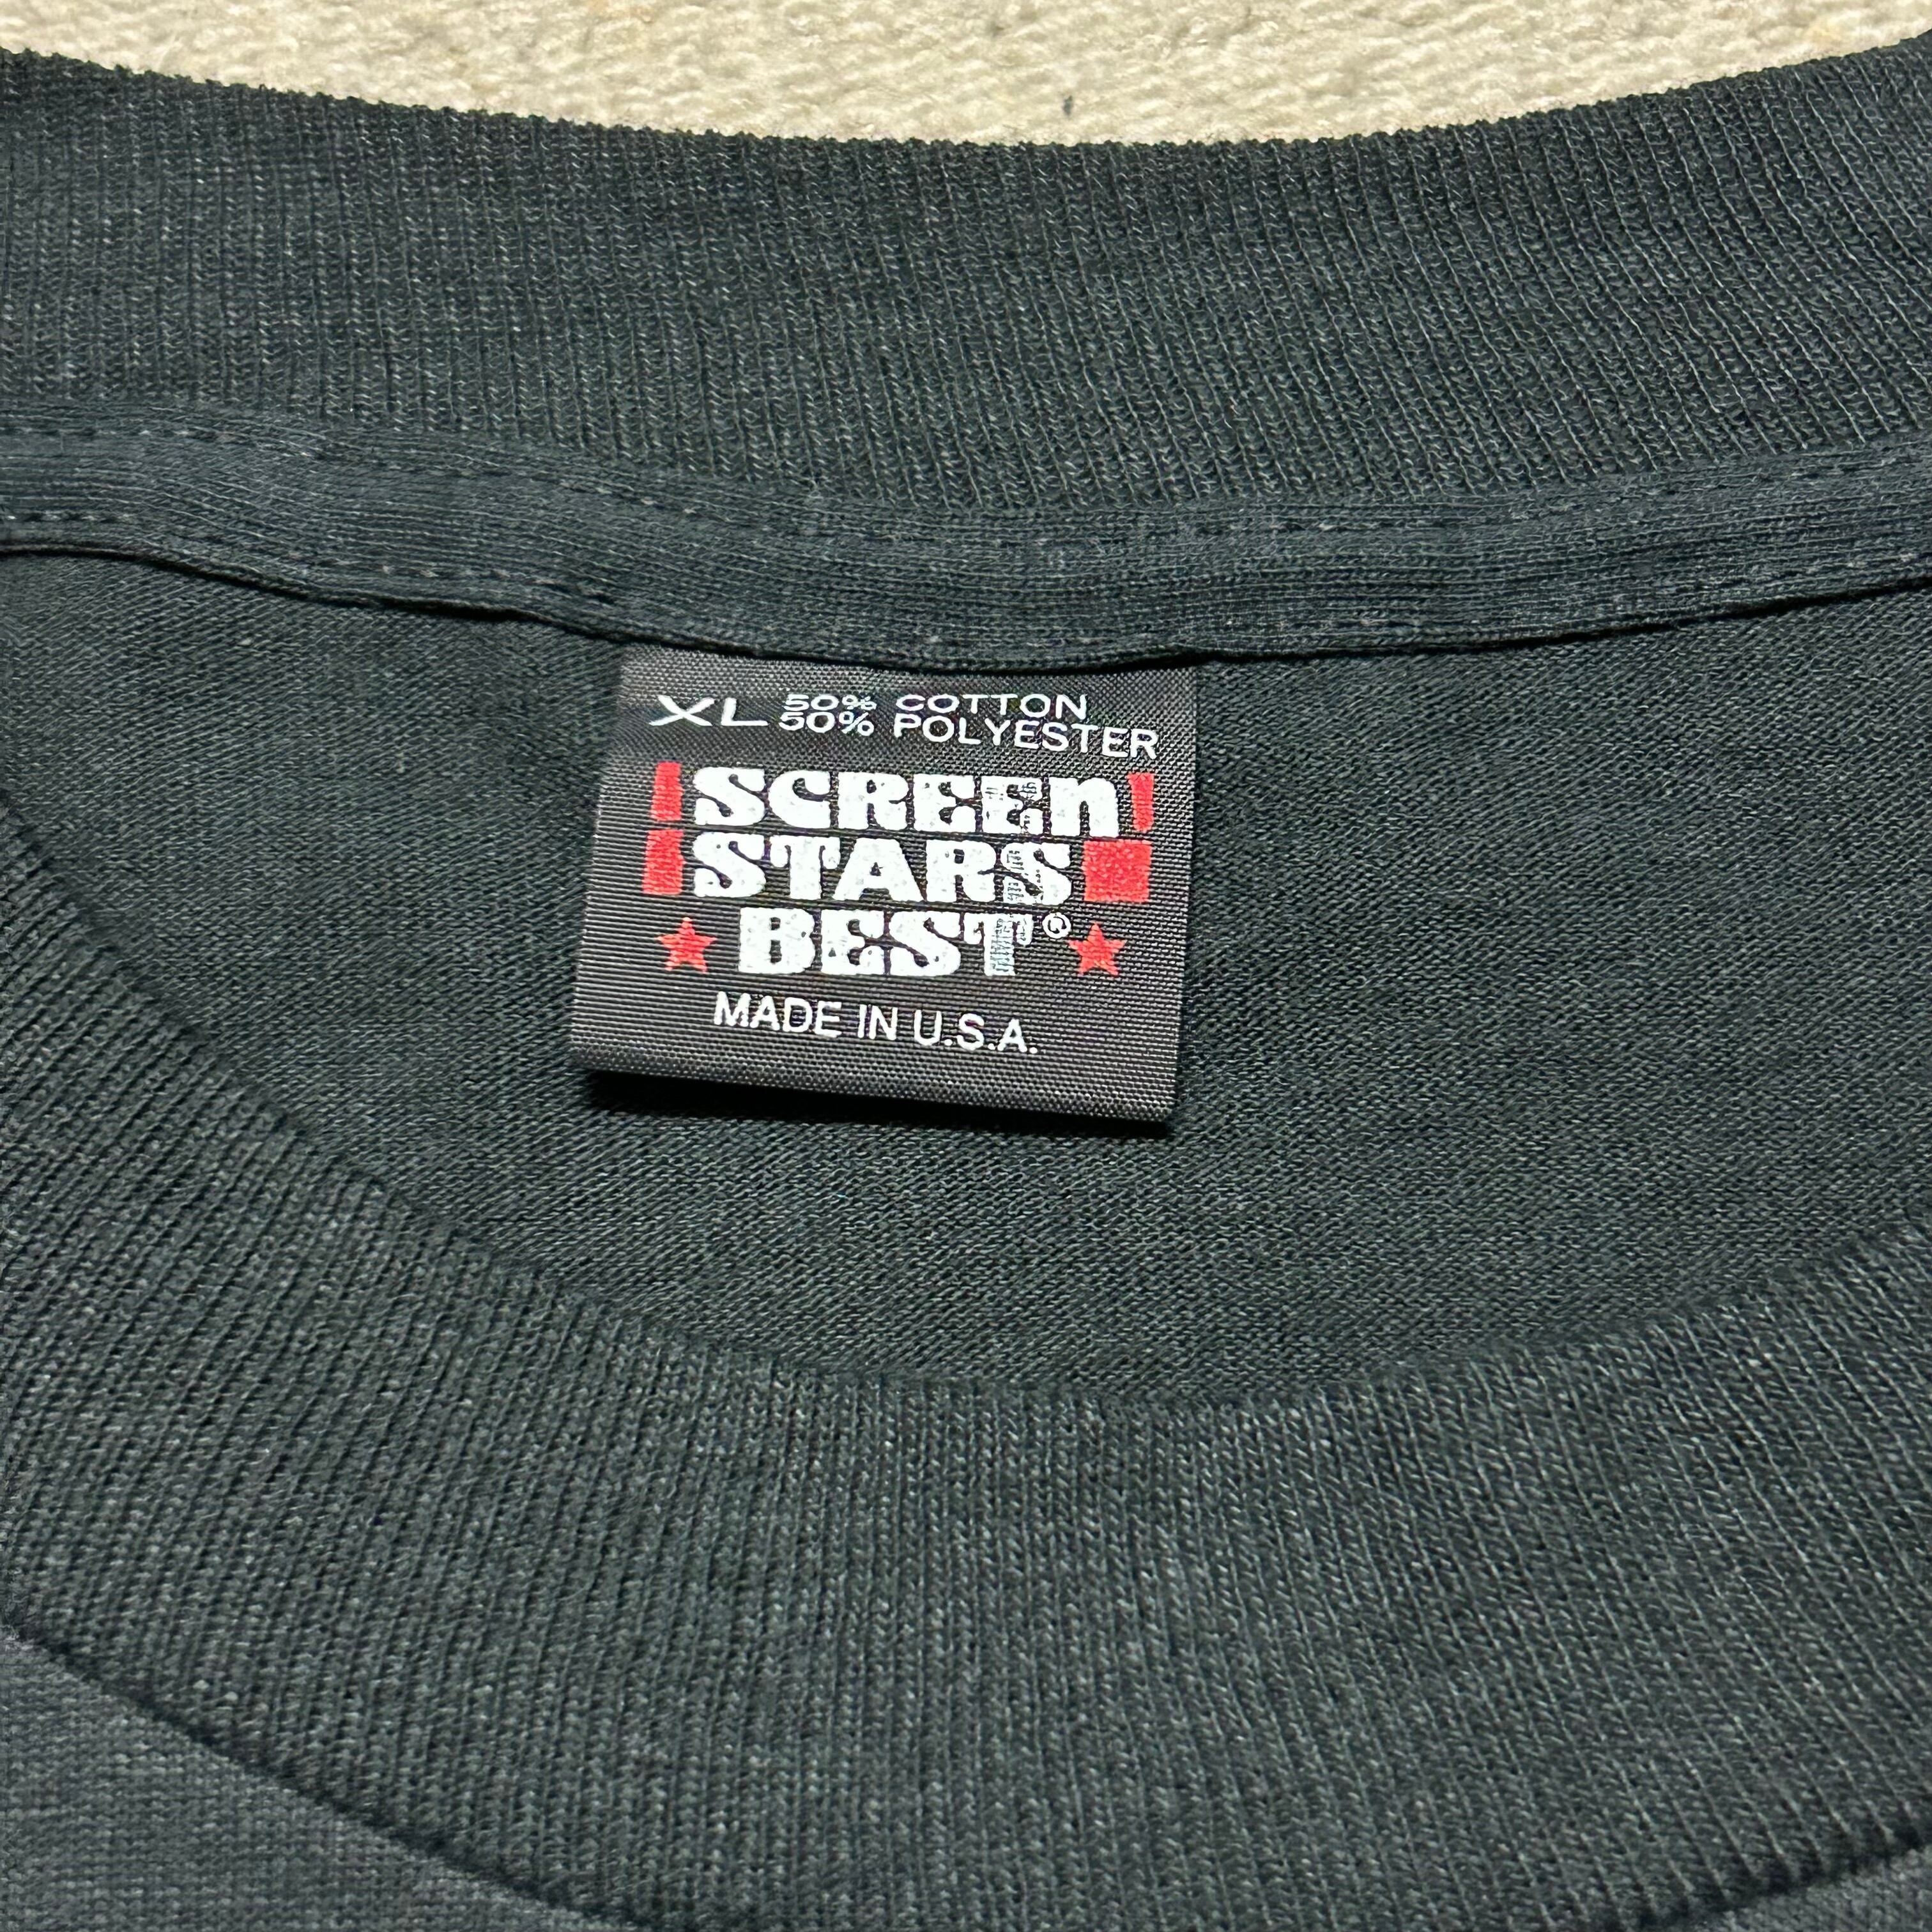 XL 50% COTTON
50% POLYESTER
SCREEn
STARS
BEST®
MADE IN U.S.A.